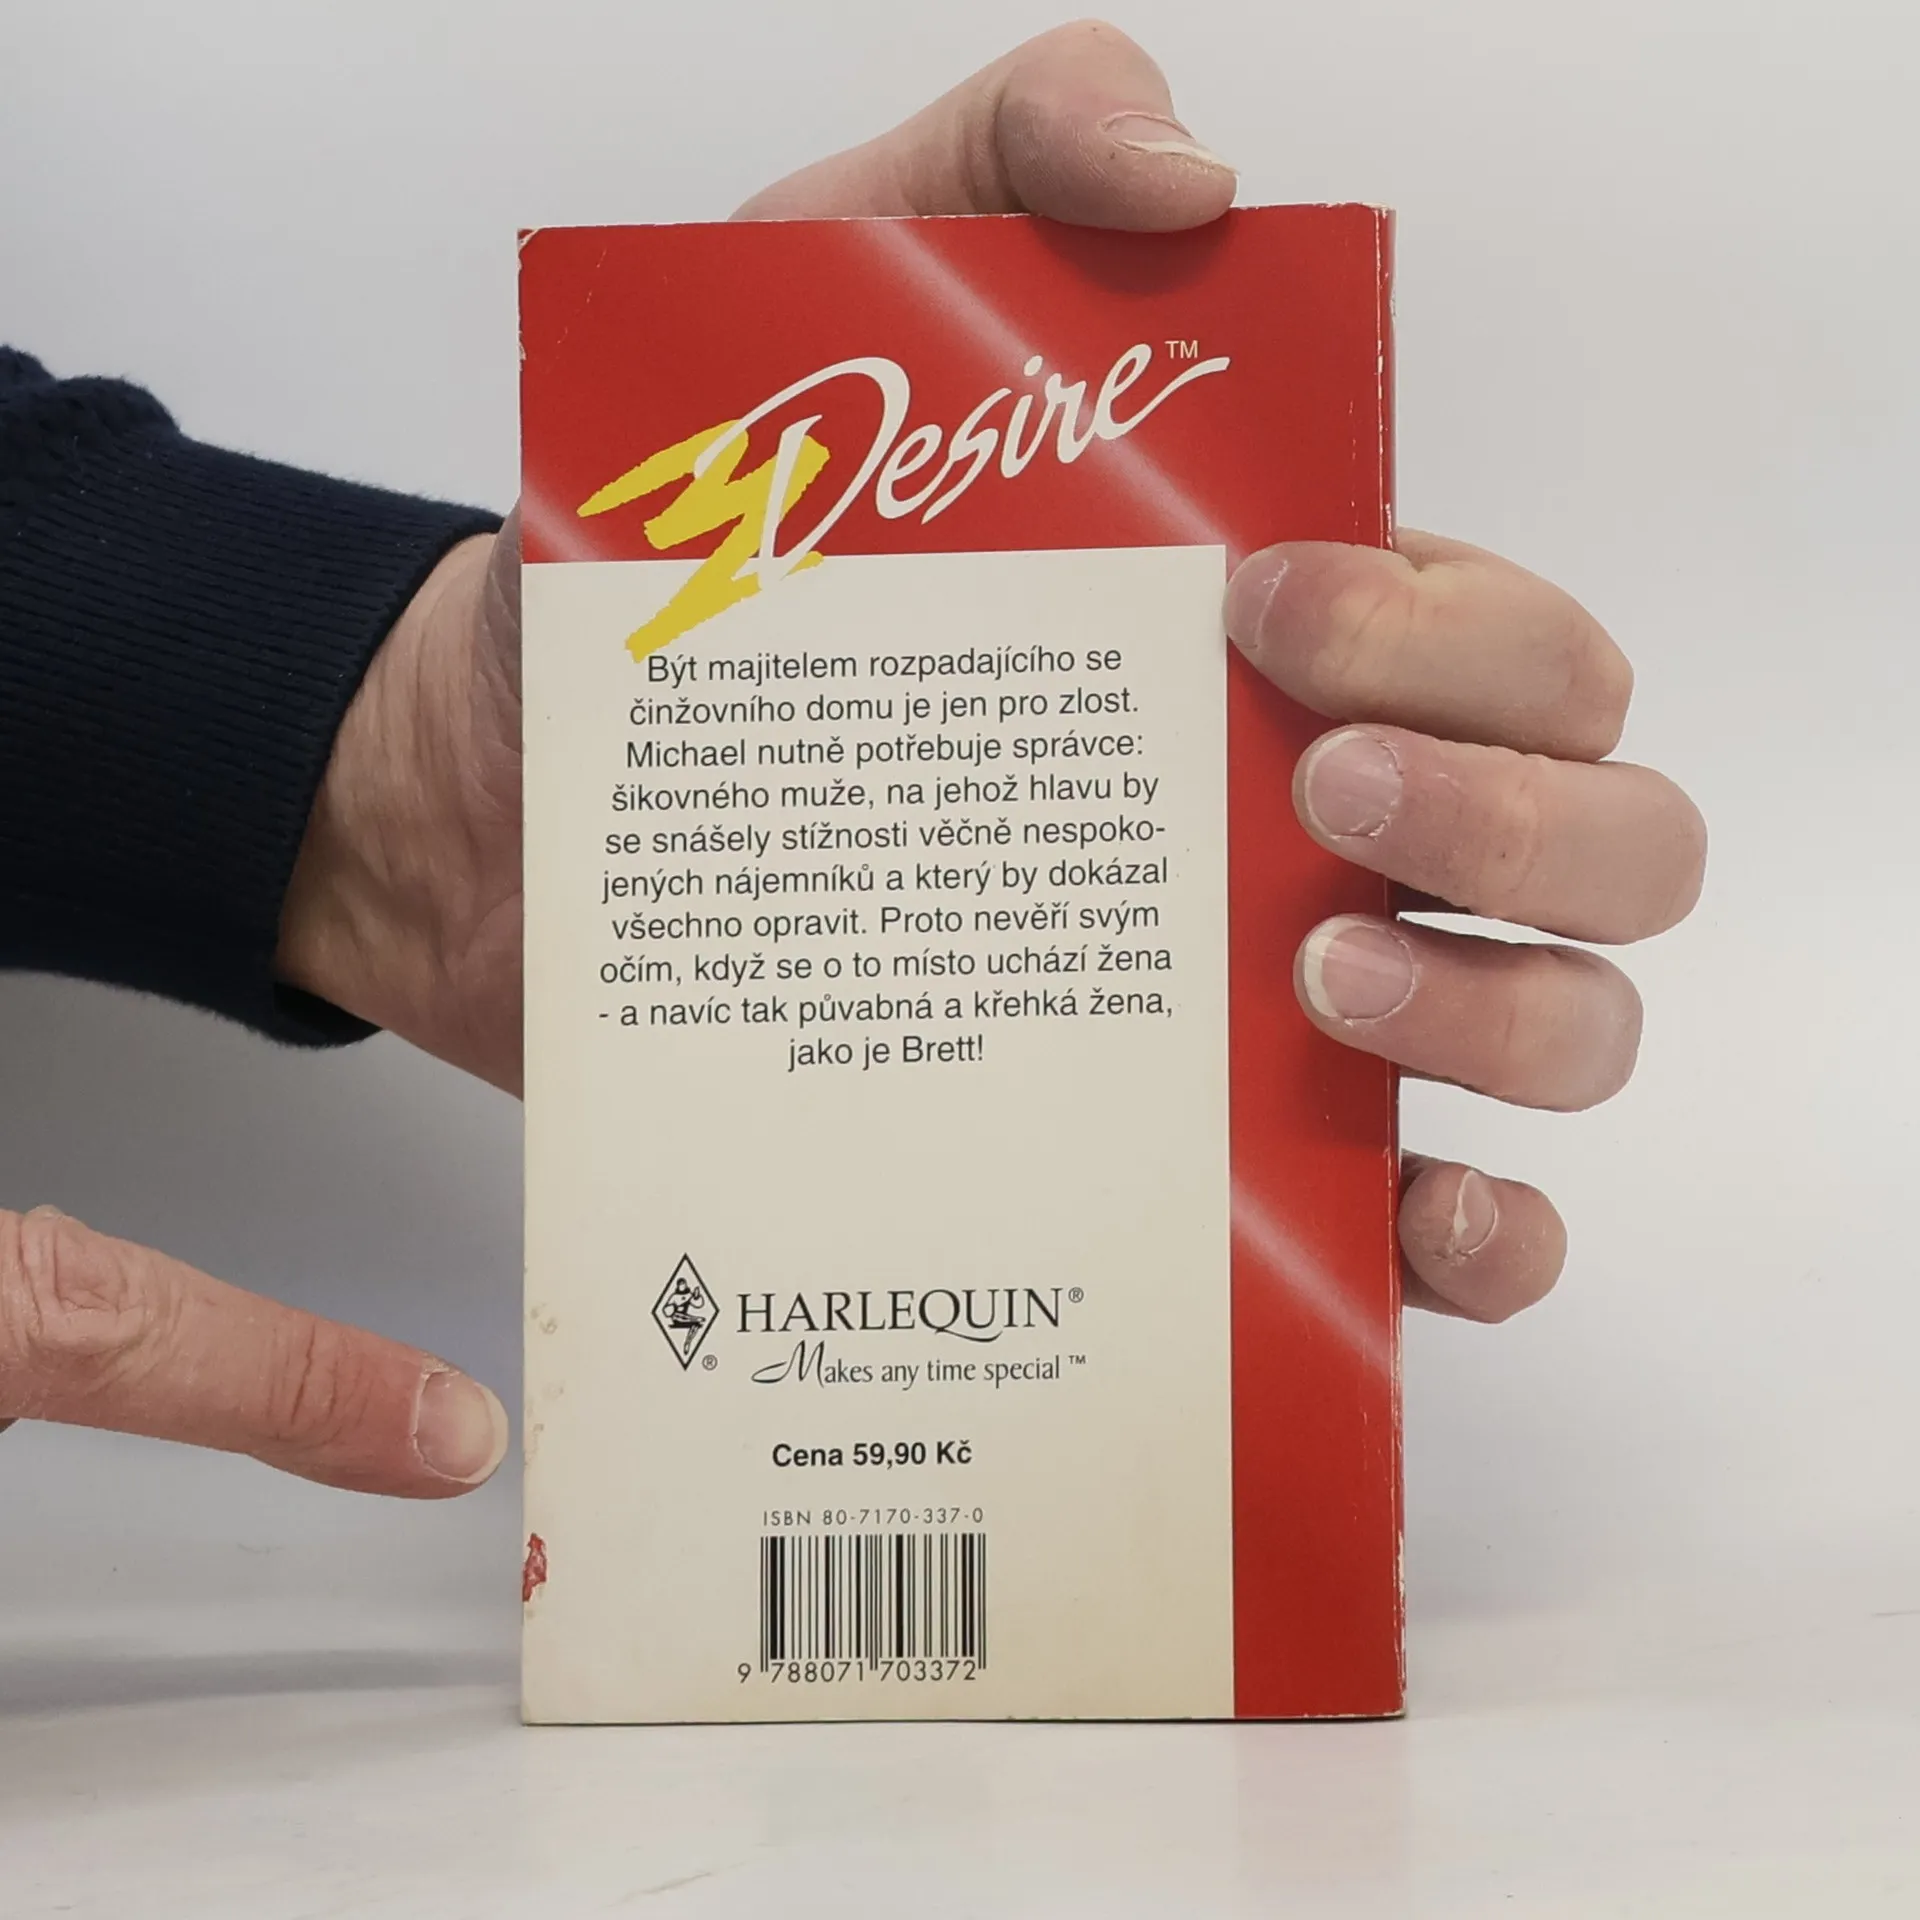 Desire™
Být majitelem rozpadajícího se
činžovního domu je jen pro zlost.
Michael nutně potřebuje správce:
šikovného muže, na jehož hlavu by
se snášely stížnosti věčně nespoko-
jených nájemníků a který by dokázal
všechno opravit. Proto nevěří svým
očím, když se o to místo uchází žena
- a navíc tak půvabná a křehká žena,
jako je Brett!
HARLEQUIN®
®
Makes any time special™
Cena 59,90 Kč
ISBN 80-7170-337-0
9 788071 703372